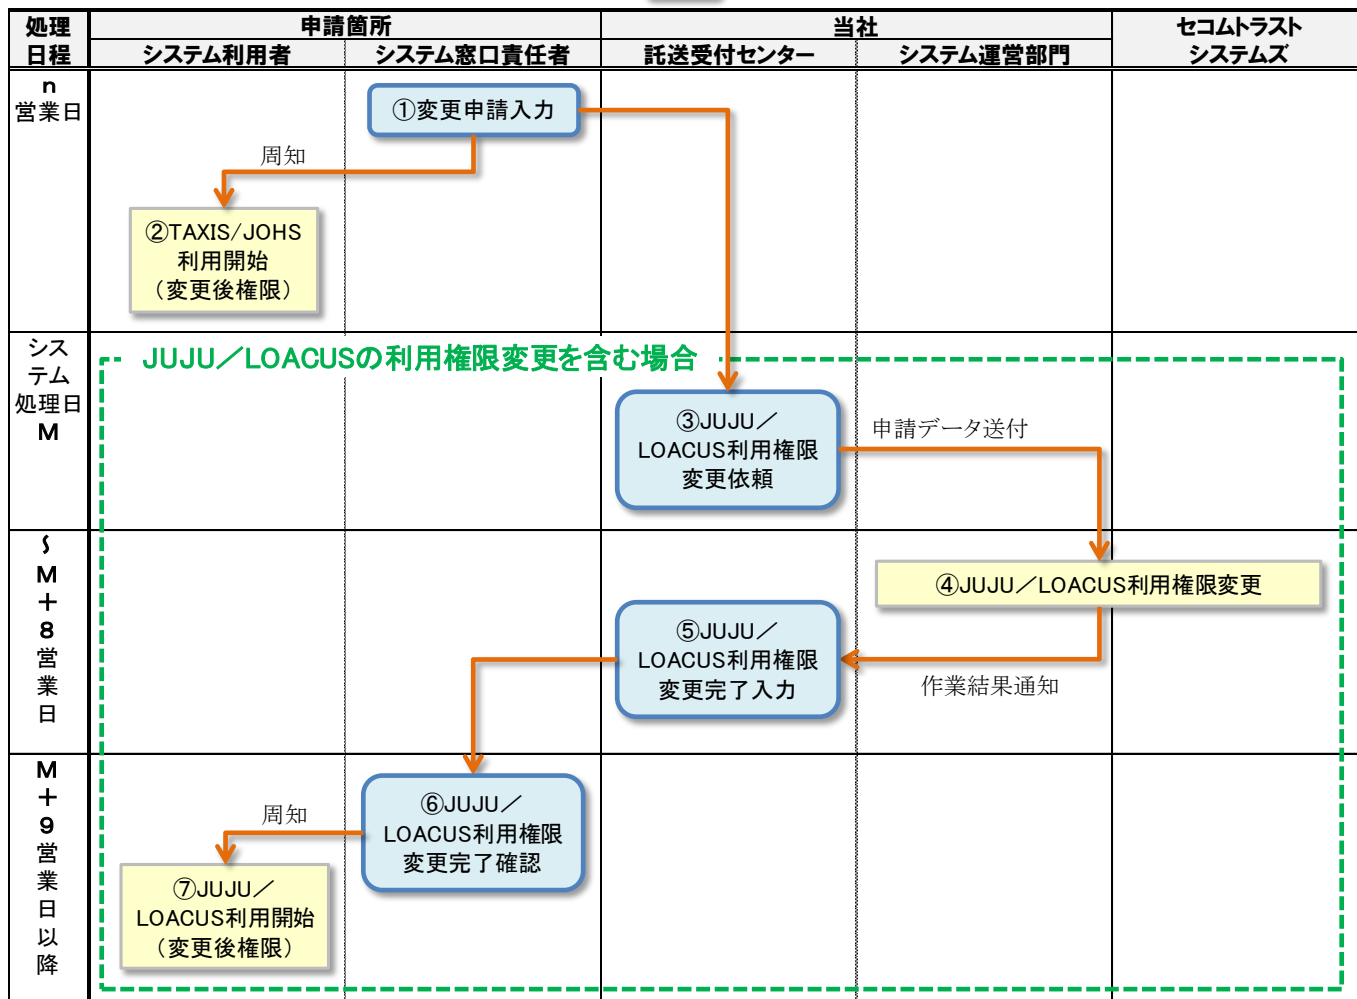 処理
日程
申請箇所
当社
セコムトラスト
システムズ
システム利用者
システム窓口責任者
託送受付センター
システム運営部門
n
営業日
①変更申請入力
周知
②TAXIS/JOHS
利用開始
（変更後権限）
シス
テム
処理日
M
JUJU／LOACUSの利用権限変更を含む場合
③JUJU／
LOACUS利用権限
変更依頼
申請データ送付
～
M
＋
8
営
業
日
④JUJU／LOACUS利用権限変更
⑤JUJU／
LOACUS利用権限
変更完了入力
作業結果通知
M
＋
9
営
業
日
以
降
⑥JUJU／
LOACUS利用権限
変更完了確認
周知
⑦JUJU／
LOACUS利用開始
（変更後権限）